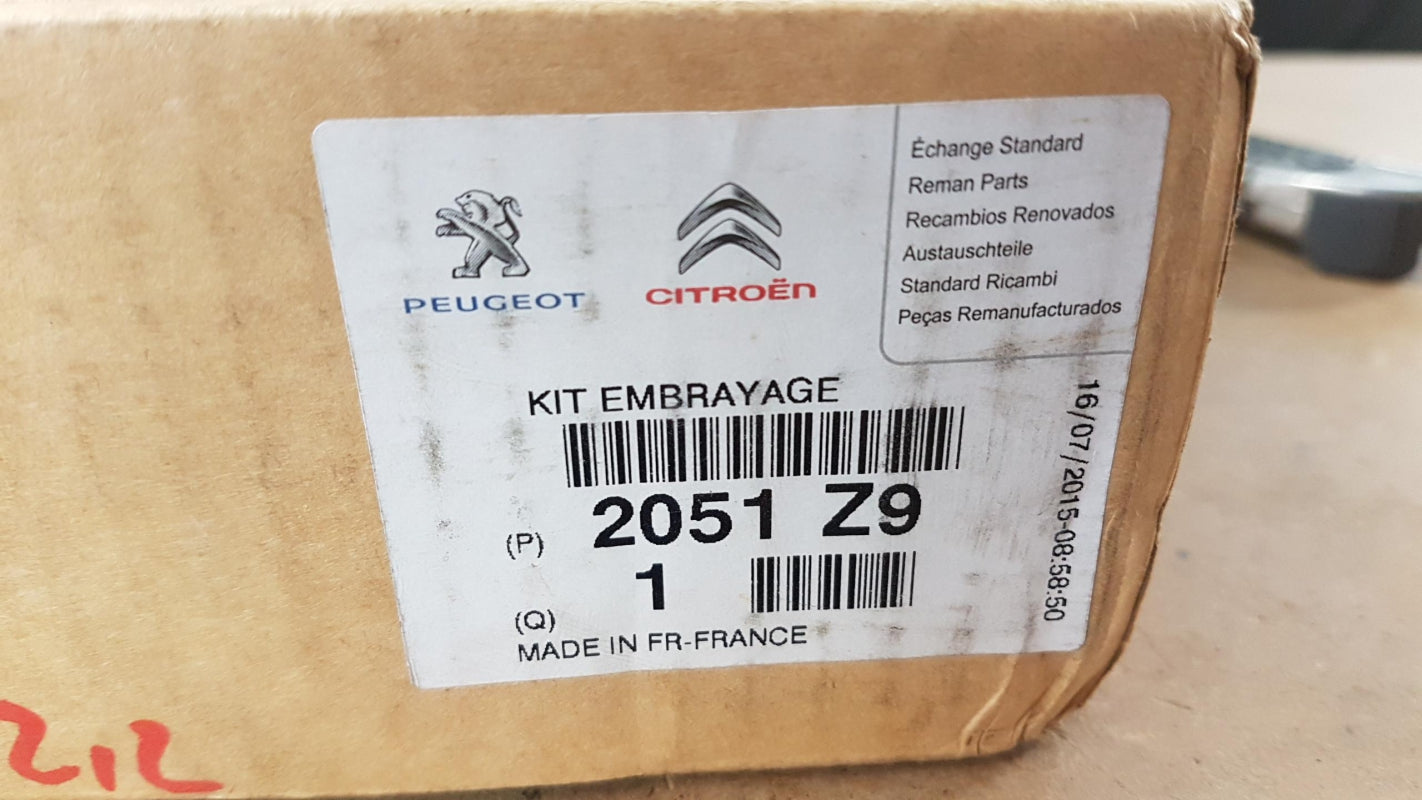 PEUGEOT
CITROËN
Échange Standard
Reman Parts
Recambios Renovados
Austauschteile
Standard Ricambi
Peças Remanufacturados
KIT EMBRAYAGE
(P) 2051 Z9
(Q) 1
MADE IN FR-FRANCE
16/07/2015-08:58:50